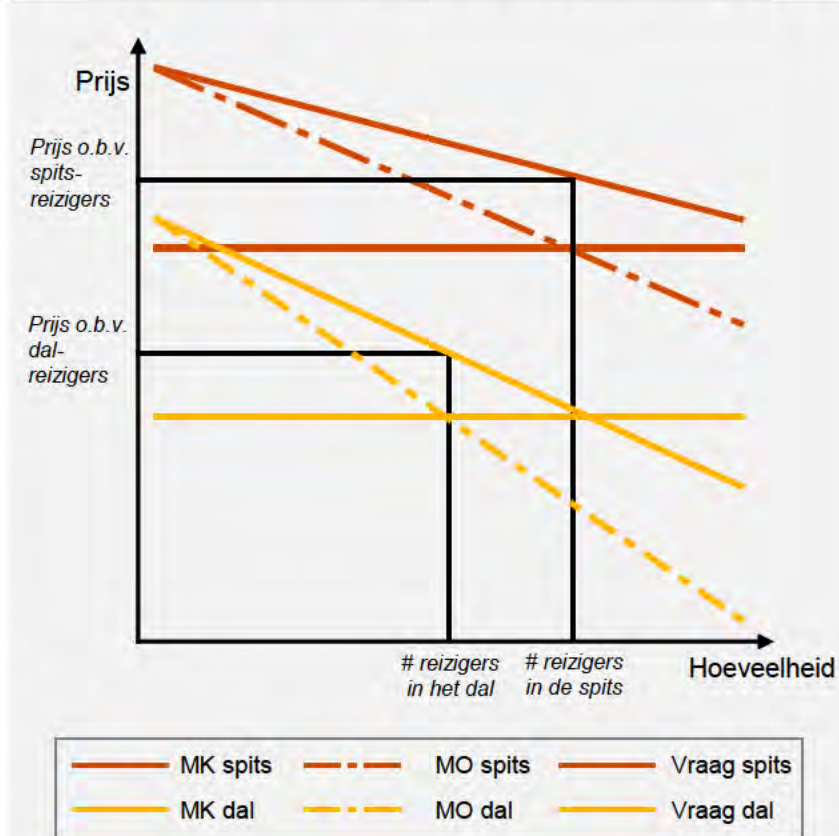 Prijs
Prijs o.b.v.
spits-
reizigers
Prijs o.b.v.
dal-
reizigers
# reizigers
in het dal
# reizigers
in de spits
Hoeveelheid
MK spits
MO spits
Vraag spits
MK dal
MO dal
Vraag dal